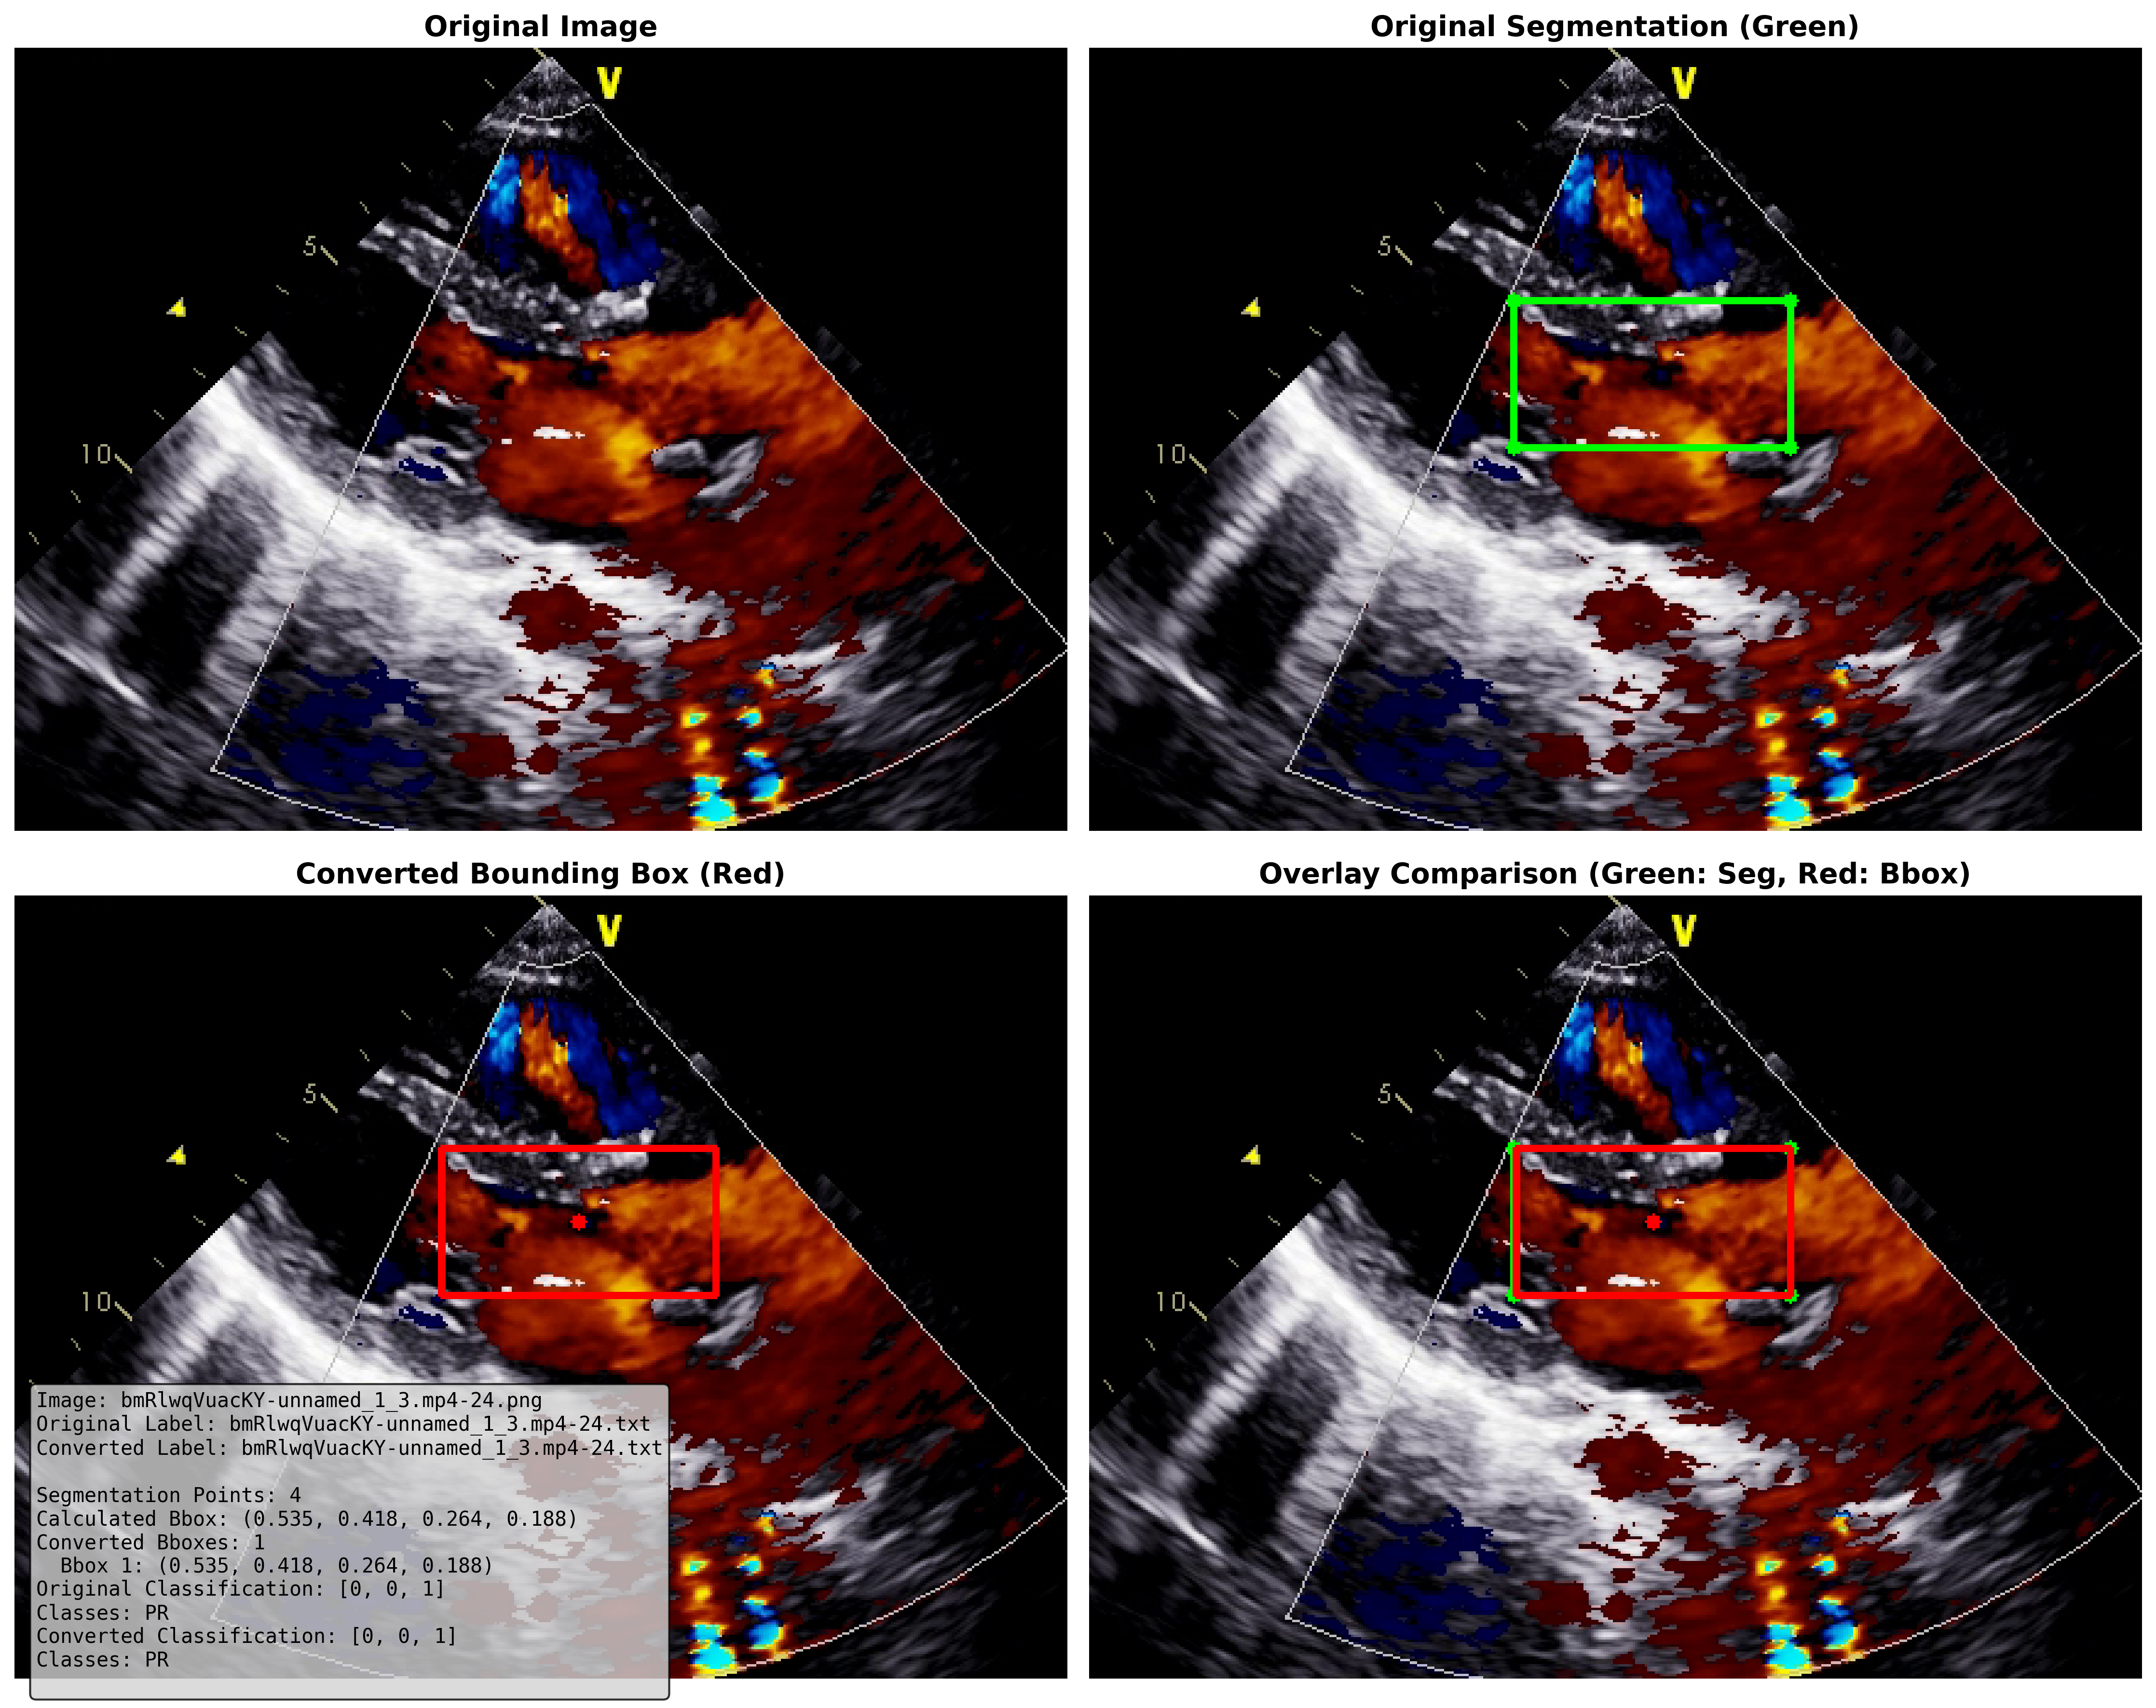 Original Image
Original Segmentation (Green)
V
5
10
V
5
10
Converted Bounding Box (Red)
Overlay Comparison (Green: Seg, Red: Bbox)
V
5
10
V
5
10
Image: bmRlwqVuacKY-unnamed_1_3.mp4-24.png
Original Label: bmRlwqVuacKY-unnamed_1_3.mp4-24.txt
Converted Label: bmRlwqVuacKY-unnamed_1_3.mp4-24.txt
Segmentation Points: 4
Calculated Bbox: (0.535, 0.418, 0.264, 0.188)
Converted Bboxes: 1
Bbox 1: (0.535, 0.418, 0.264, 0.188)
Original Classification: [0, 0, 1]
Classes: PR
Converted Classification: [0, 0, 1]
Classes: PR